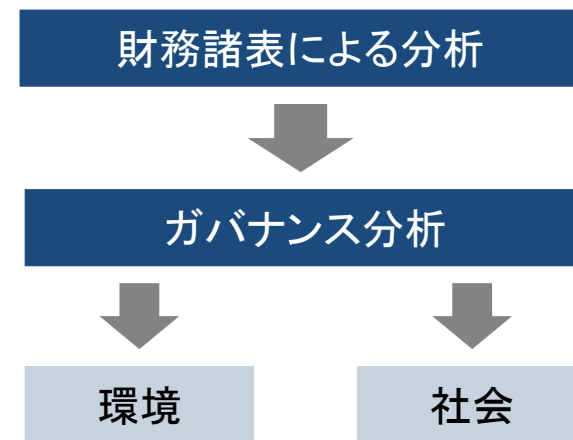 財務諸表による分析
ガバナンス分析
環境
社会